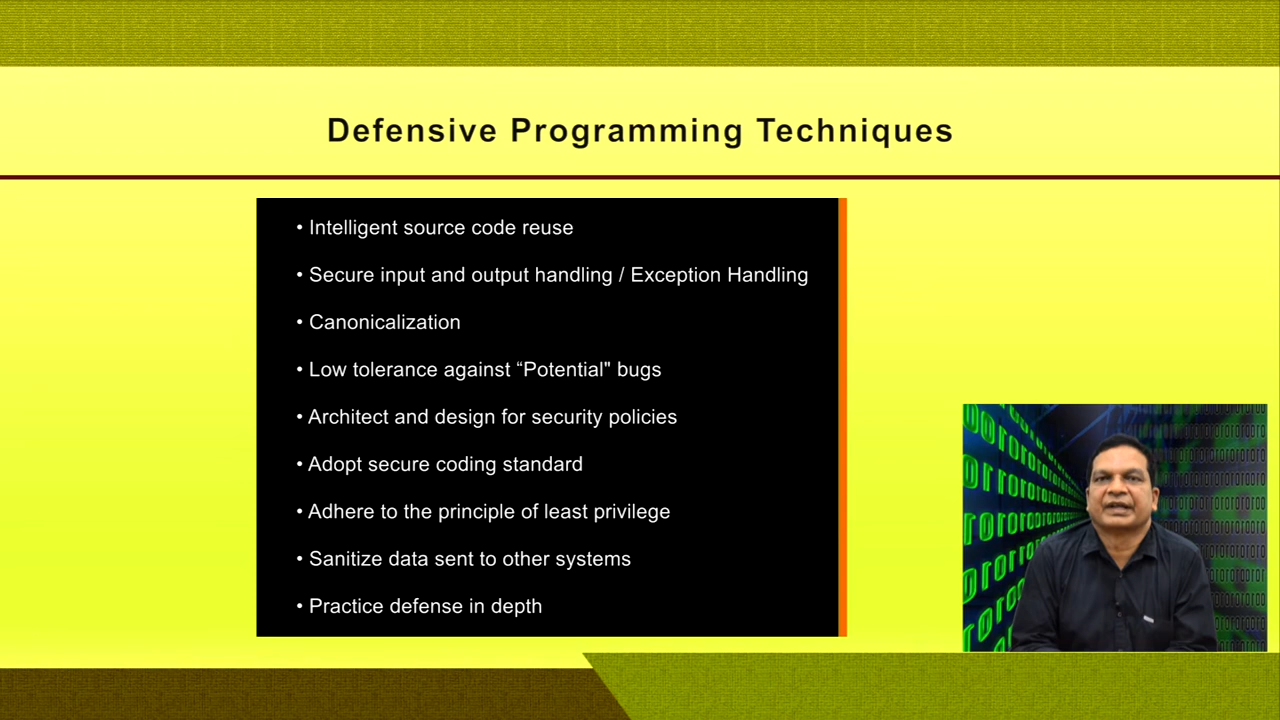 Defensive Programming Techniques
• Intelligent source code reuse
• Secure input and output handling / Exception Handling
• Canonicalization
• Low tolerance against “Potential" bugs
• Architect and design for security policies
• Adopt secure coding standard
• Adhere to the principle of least privilege
• Sanitize data sent to other systems
• Practice defense in depth